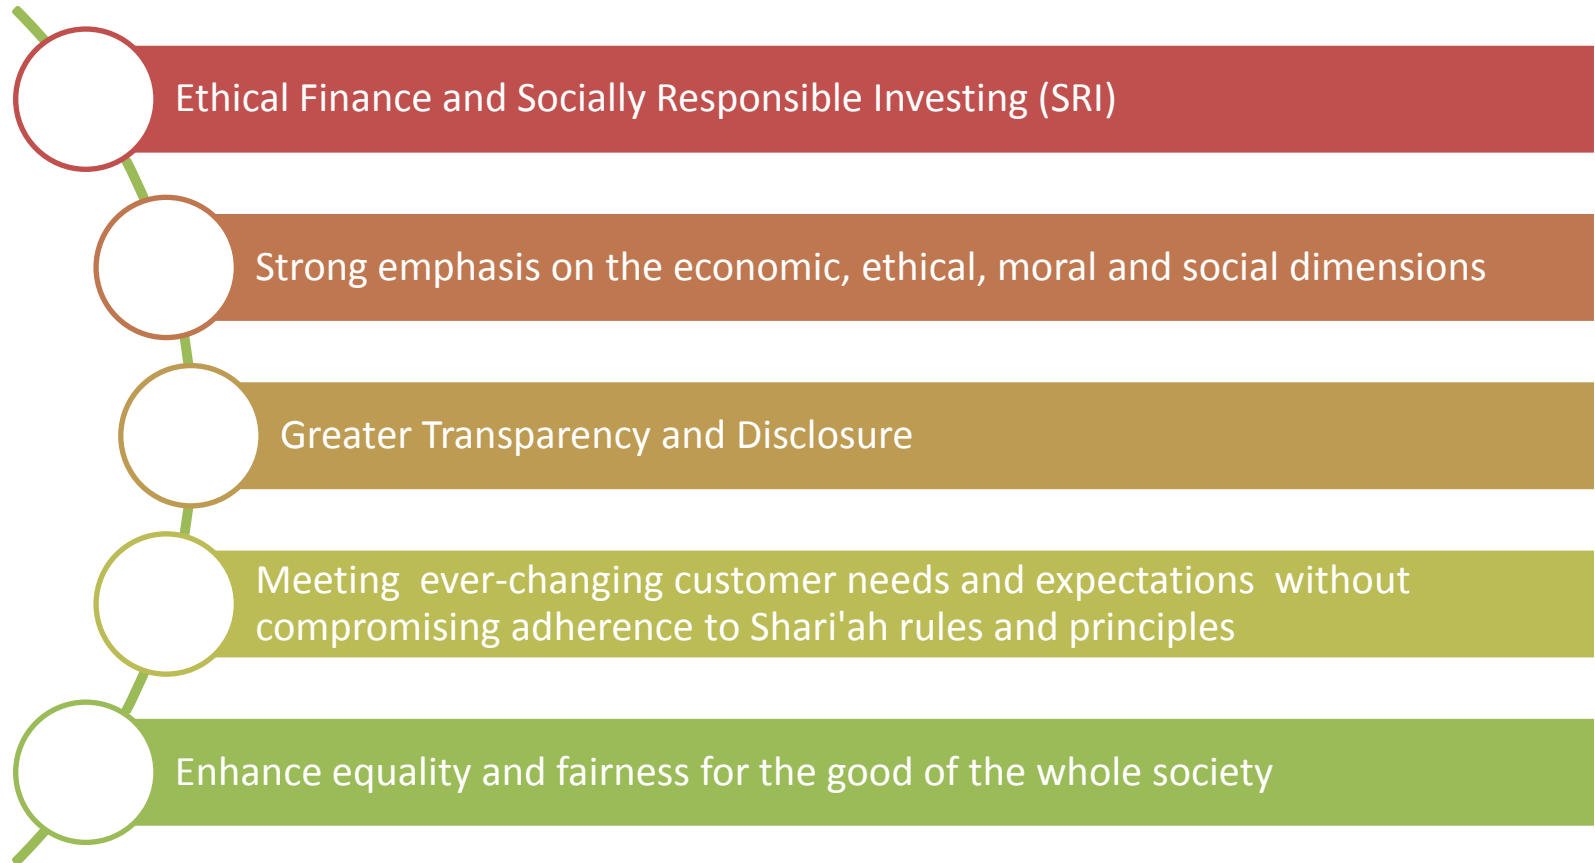 Ethical Finance and Socially Responsible Investing (SRI)
Strong emphasis on the economic, ethical, moral and social dimensions
Greater Transparency and Disclosure
Meeting  ever-changing customer needs and expectations  without
compromising adherence to Shari'ah rules and principles
Enhance equality and fairness for the good of the whole society